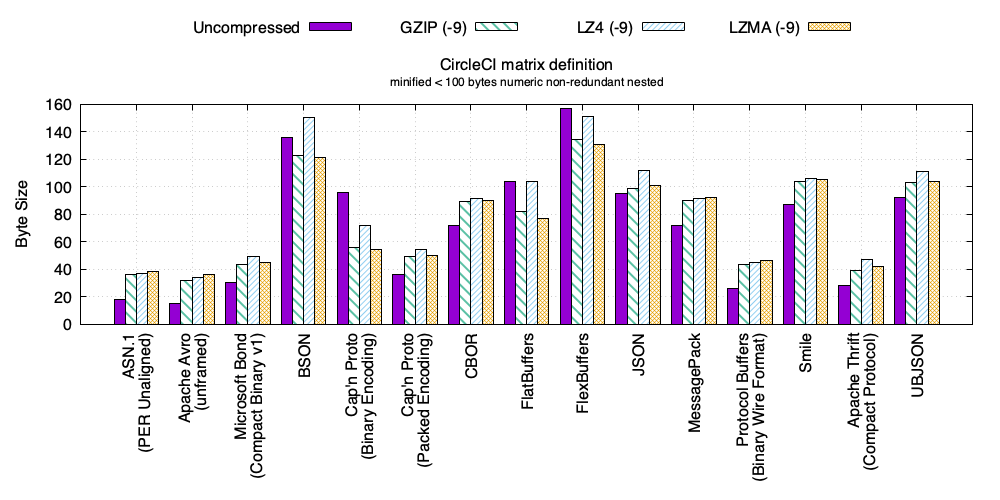 Uncompressed GZIP (-9) LZ4 (-9) LZMA (-9)
CircleCI matrix definition
minified < 100 bytes numeric non-redundant nested
Byte Size
160
140
120
100
80
60
40
20
0
ASN.1
(PER Unaligned)
Apache Avro
(unframed)
Microsoft Bond
(Compact Binary v1)
BSON
Cap'n Proto
(Binary Encoding)
Cap'n Proto
(Packed Encoding)
CBOR
FlatBuffers
FlexBuffers
JSON
MessagePack
Protocol Buffers
(Binary Wire Format)
Smile
Apache Thrift
(Compact Protocol)
UBJSON